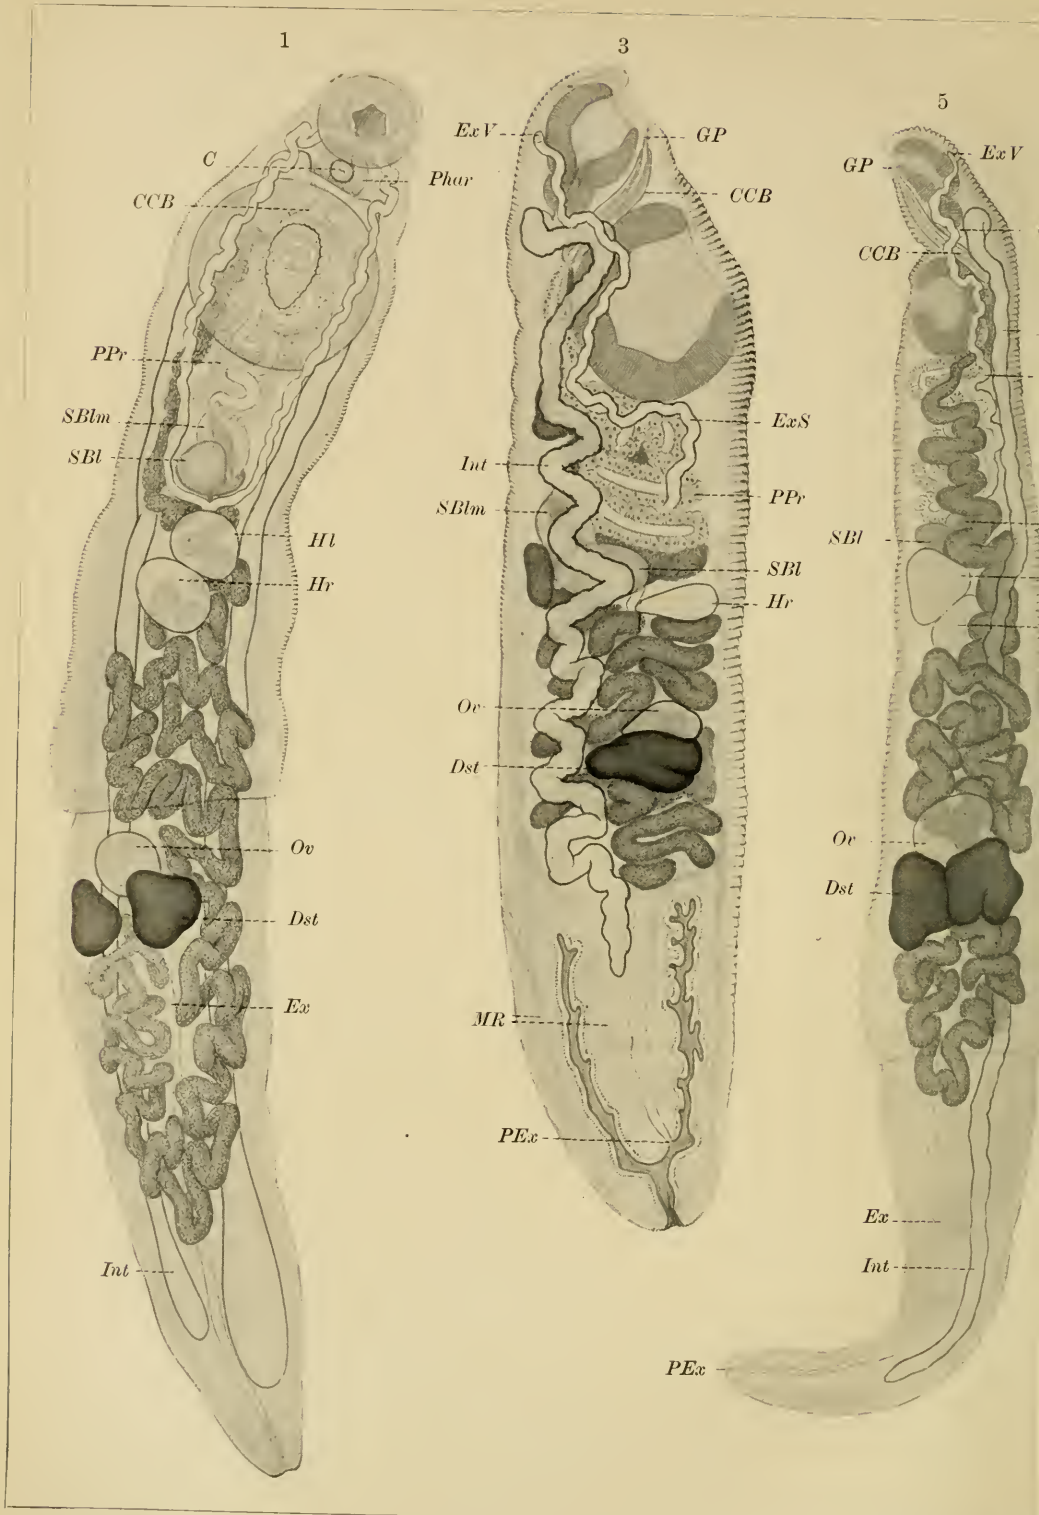 1
C
CCB
Phar
PPr
SBlm
SBl
Hl
Hr
Ov
Dst
Ex
Int
3
ExV
GP
CCB
ExS
Int
PPr
SBlm
SBl
Hr
Ov
Dst
MR
PEx
5
GP
ExV
CCB
SBl
Ov
Dst
Ex
Int
PEx